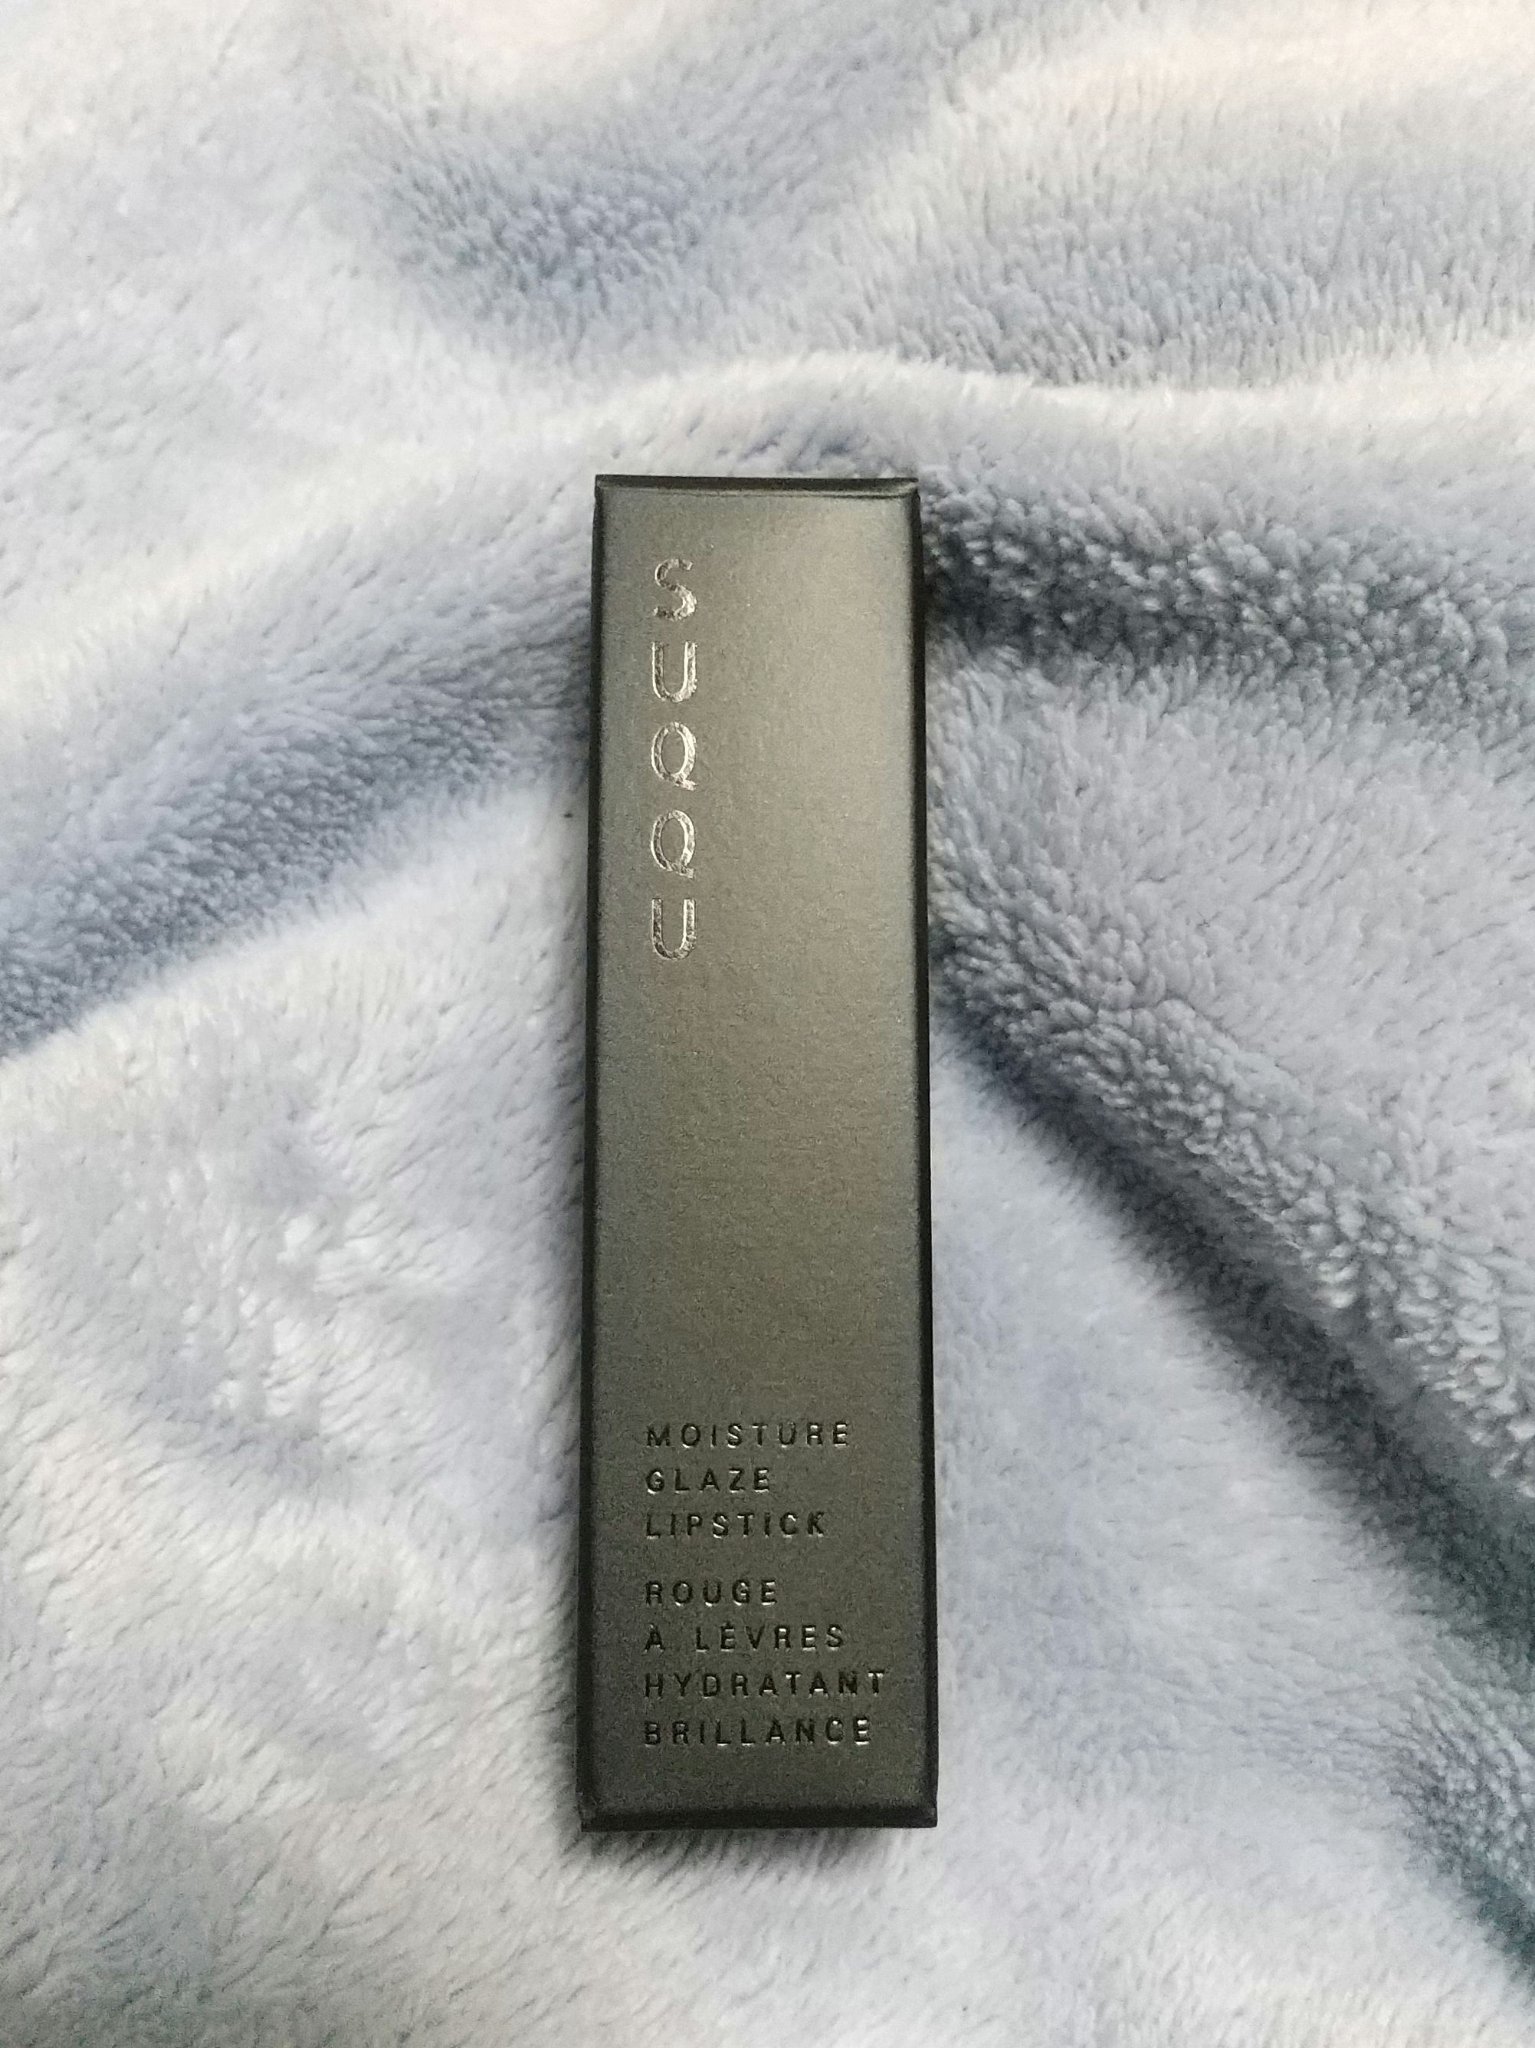 SUQQU
MOISTURE
GLAZE
LIPSTICK
ROUGE
À LÈVRES
HYDRATANT
BRILLANCE